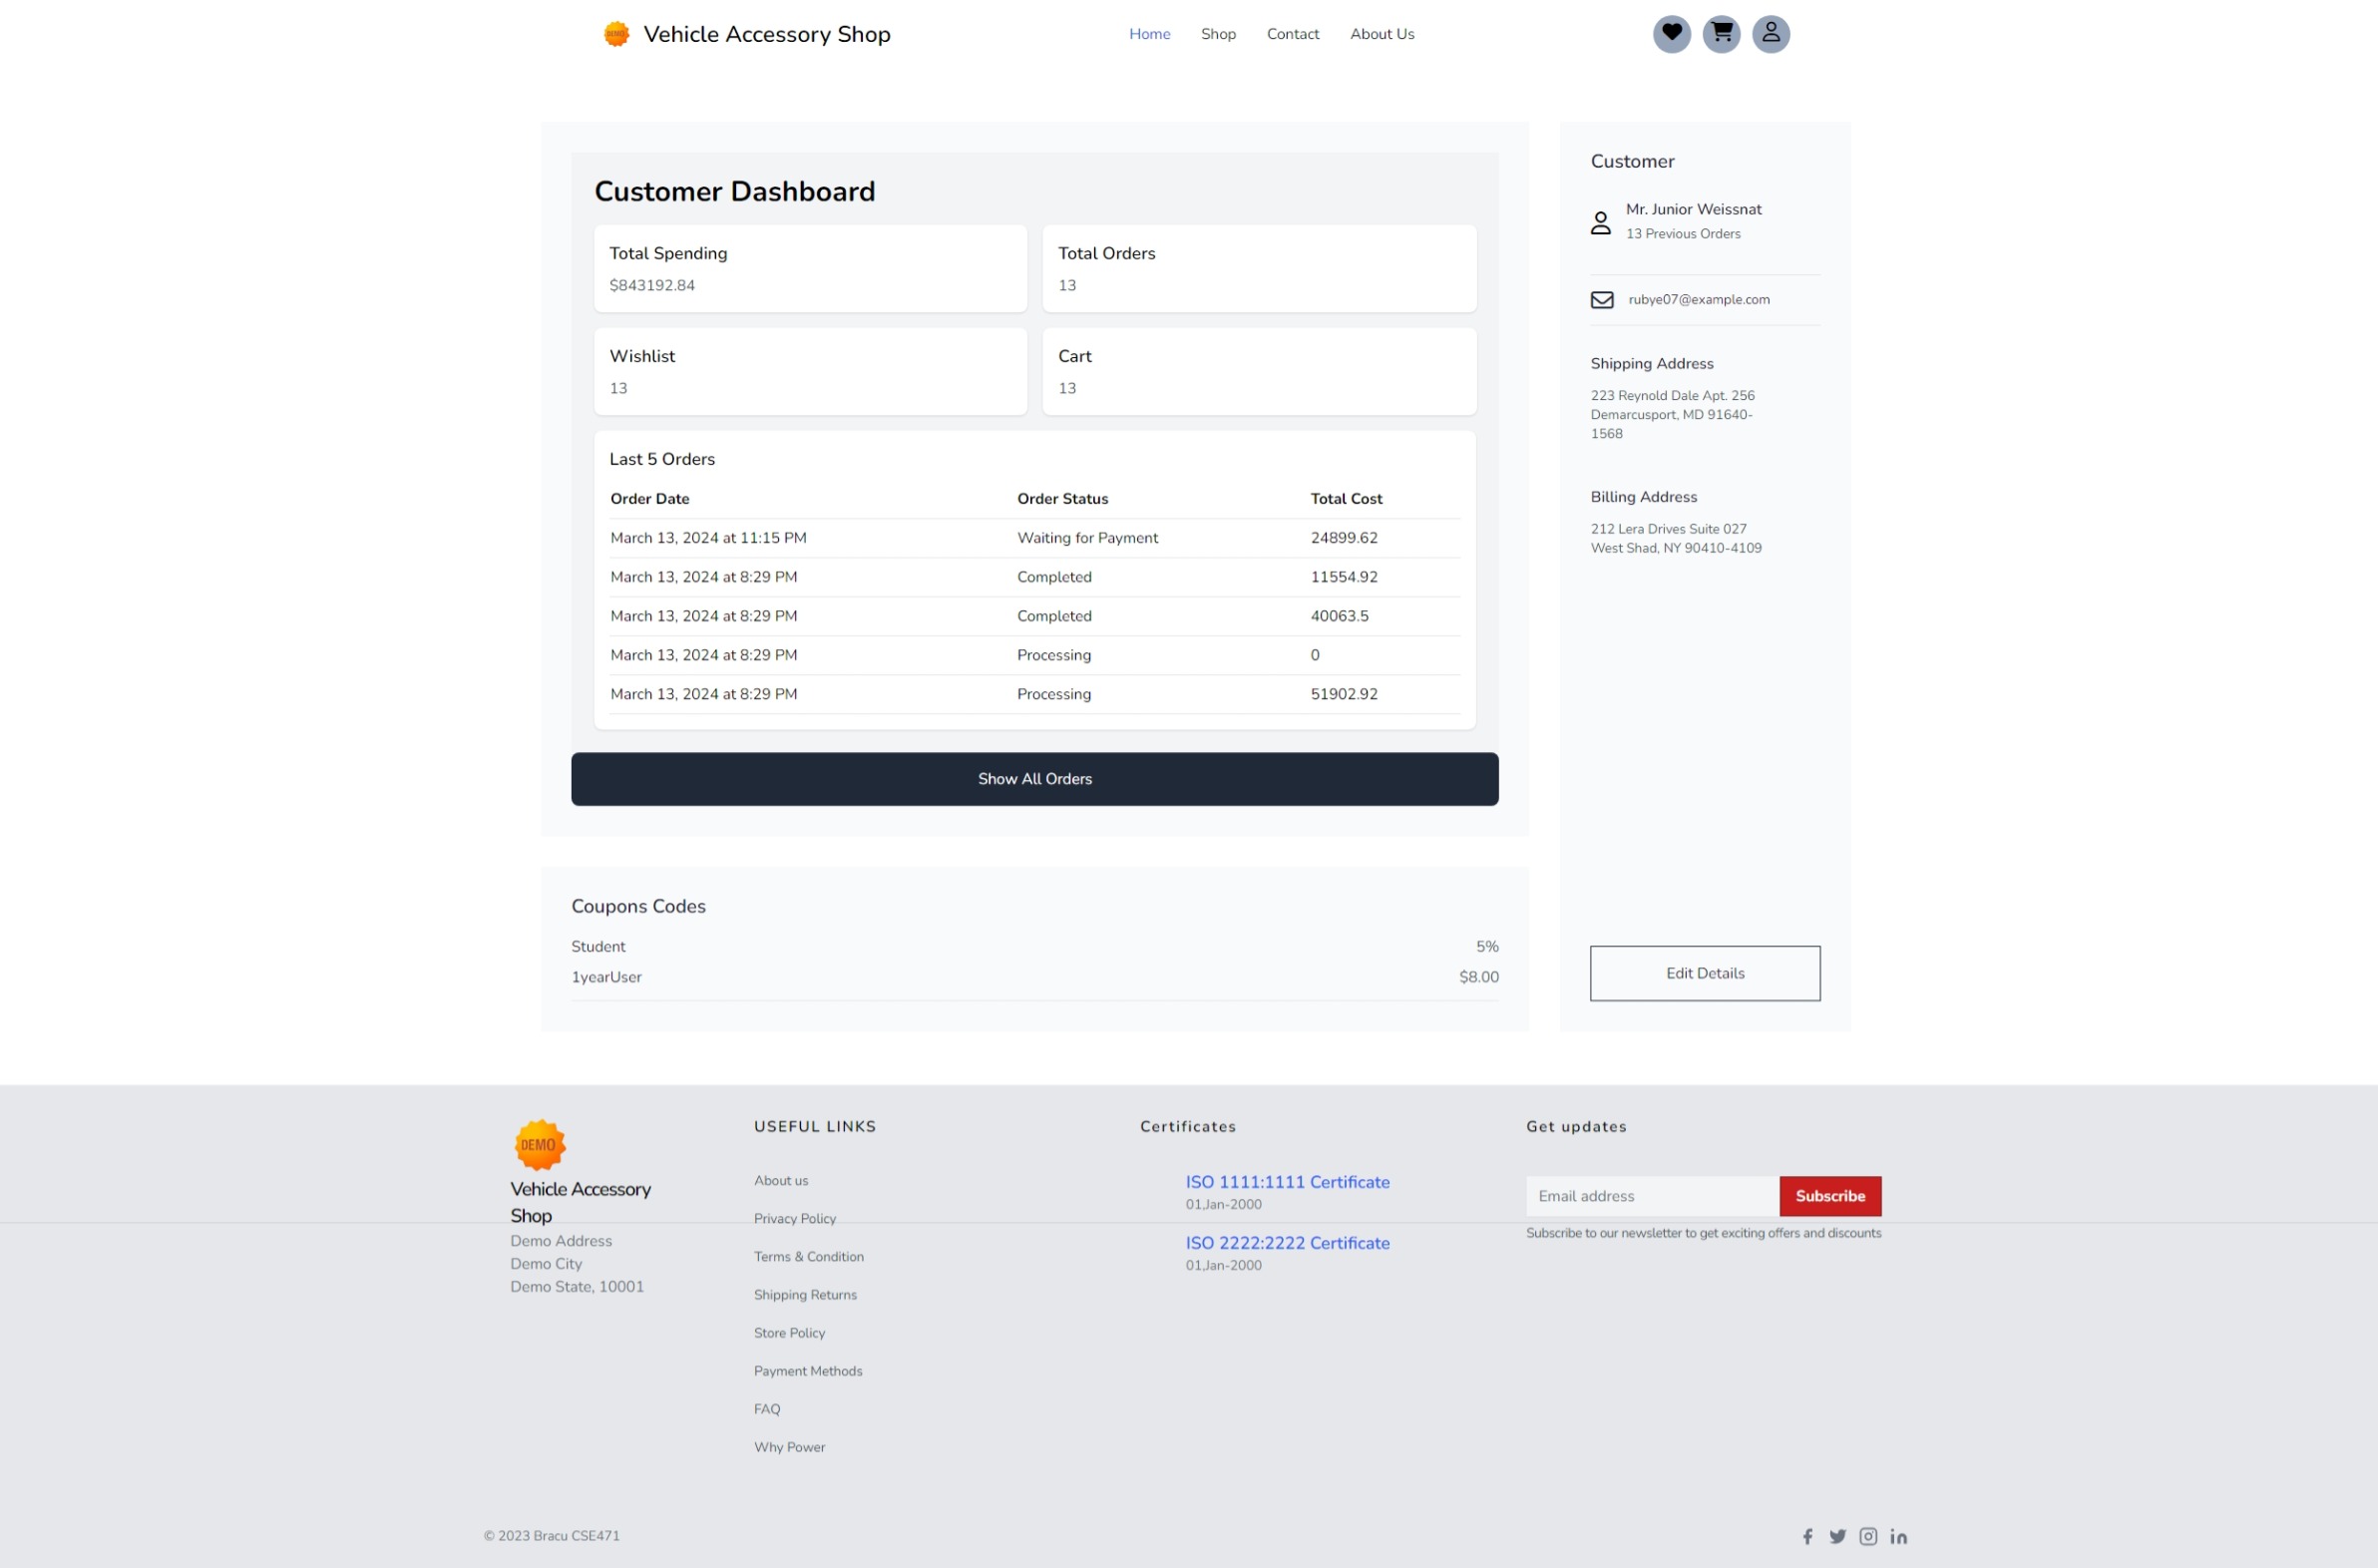 Vehicle Accessory Shop
Home Shop Contact About Us
Customer Dashboard
Total Spending
$843192.84
Total Orders
13
Wishlist
13
Cart
13
Last 5 Orders
Order Date Order Status Total Cost
March 13, 2024 at 11:15 PM Waiting for Payment 24899.62
March 13, 2024 at 8:29 PM Completed 11554.92
March 13, 2024 at 8:29 PM Completed 40063.5
March 13, 2024 at 8:29 PM Processing 0
March 13, 2024 at 8:29 PM Processing 51902.92
Show All Orders
Coupons Codes
Student 5%
1yearUser $8.00
Customer
Mr. Junior Weissnat
13 Previous Orders
rubye07@example.com
Shipping Address
223 Reynold Dale Apt. 256
Demarcusport, MD 91640-
1568
Billing Address
212 Lera Drives Suite 027
West Shad, NY 90410-4109
Edit Details
DEMO
Vehicle Accessory
Shop
Demo Address
Demo City
Demo State, 10001
USEFUL LINKS
About us
Privacy Policy
Terms & Condition
Shipping Returns
Store Policy
Payment Methods
FAQ
Why Power
Certificates
ISO 1111:1111 Certificate
01,Jan-2000
ISO 2222:2222 Certificate
01,Jan-2000
Get updates
Email address Subscribe
Subscribe to our newsletter to get exciting offers and discounts
© 2023 Bracu CSE471